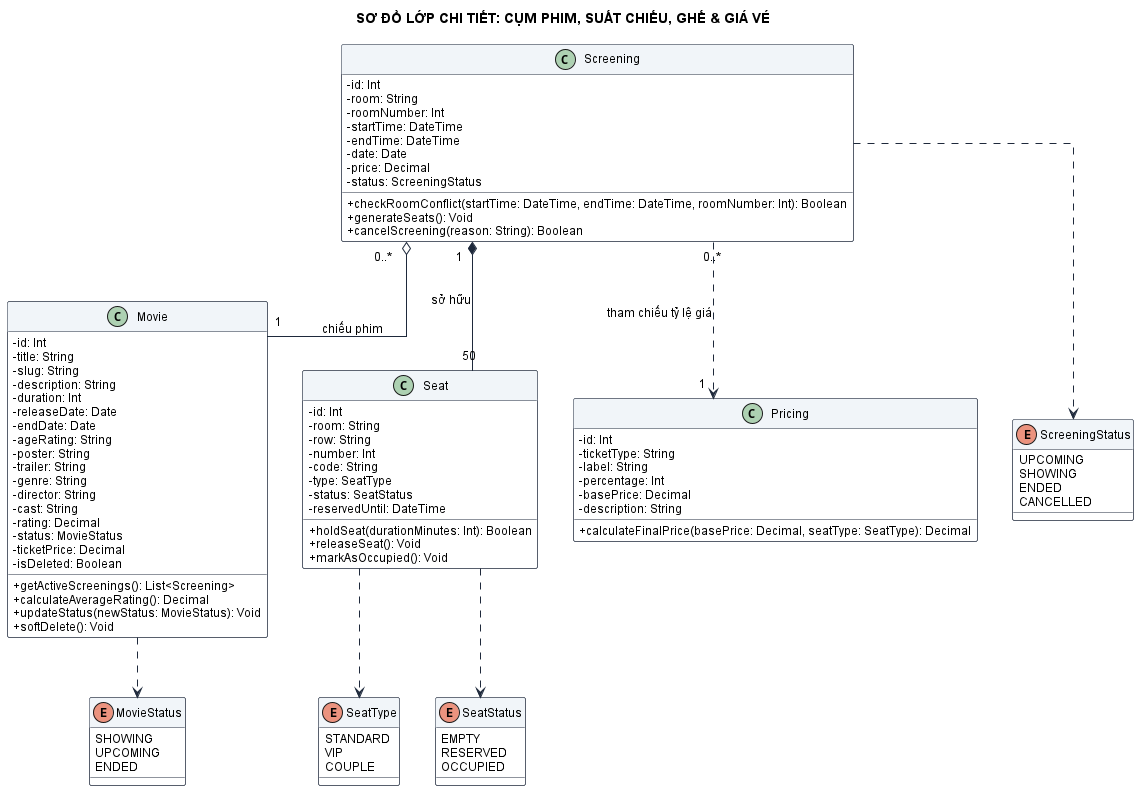 SƠ ĐỒ LỚP CHI TIẾT: CỤM PHIM, SUẤT CHIẾU, GHẾ & GIÁ VÉ
C Screening
-id: Int
-room: String
-roomNumber: Int
-startTime: DateTime
-endTime: DateTime
-date: Date
-price: Decimal
-status: ScreeningStatus
+checkRoomConflict(startTime: DateTime, endTime: DateTime, roomNumber: Int): Boolean
+generateSeats(): Void
+cancelScreening(reason: String): Boolean
0..*
1
0..*
sở hữu
tham chiếu tỷ lệ giá
1
chiếu phim
50
1
C Movie
-id: Int
-title: String
-slug: String
-description: String
-duration: Int
-releaseDate: Date
-endDate: Date
-ageRating: String
-poster: String
-trailer: String
-genre: String
-director: String
-cast: String
-rating: Decimal
-status: MovieStatus
-ticketPrice: Decimal
-isDeleted: Boolean
+getActiveScreenings(): List<Screening>
+calculateAverageRating(): Decimal
+updateStatus(newStatus: MovieStatus): Void
+softDelete(): Void
C Seat
-id: Int
-room: String
-row: String
-number: Int
-code: String
-type: SeatType
-status: SeatStatus
-reservedUntil: DateTime
+holdSeat(durationMinutes: Int): Boolean
+releaseSeat(): Void
+markAsOccupied(): Void
C Pricing
-id: Int
-ticketType: String
-label: String
-percentage: Int
-basePrice: Decimal
-description: String
+calculateFinalPrice(basePrice: Decimal, seatType: SeatType): Decimal
E ScreeningStatus
UPCOMING
SHOWING
ENDED
CANCELLED
E MovieStatus
SHOWING
UPCOMING
ENDED
E SeatType
STANDARD
VIP
COUPLE
E SeatStatus
EMPTY
RESERVED
OCCUPIED